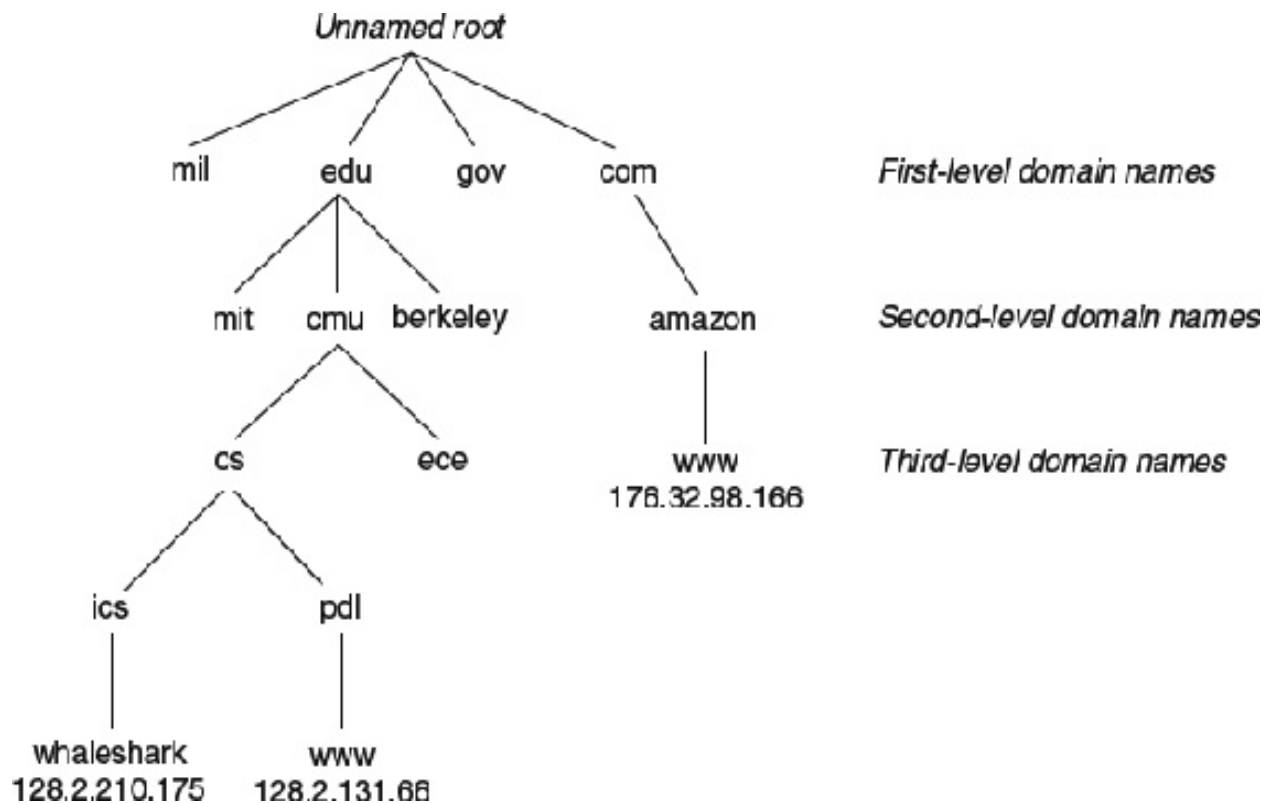 Unnamed root
mil edu gov com First-level domain names
mit cmu berkeley amazon Second-level domain names
cs ece www Third-level domain names
176.32.98.166
ics pdl
whaleshark www
128.2.210.175 128.2.131.66